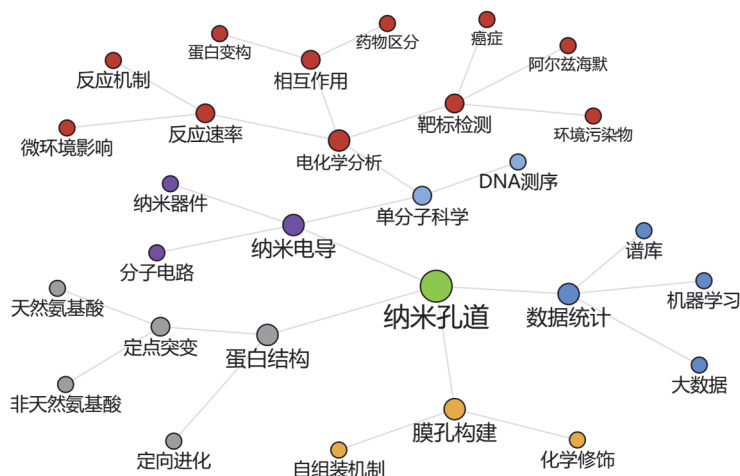 癌症
药物区分
蛋白变构
阿尔兹海默
反应机制
相互作用
靶标检测
反应速率
环境污染物
微环境影响
电化学分析
DNA测序
纳米器件
单分子科学
纳米电导
谱库
分子电路
机器学习
天然氨基酸
纳米孔道
数据统计
定点突变
蛋白结构
大数据
非天然氨基酸
膜孔构建
定向进化
化学修饰
自组装机制